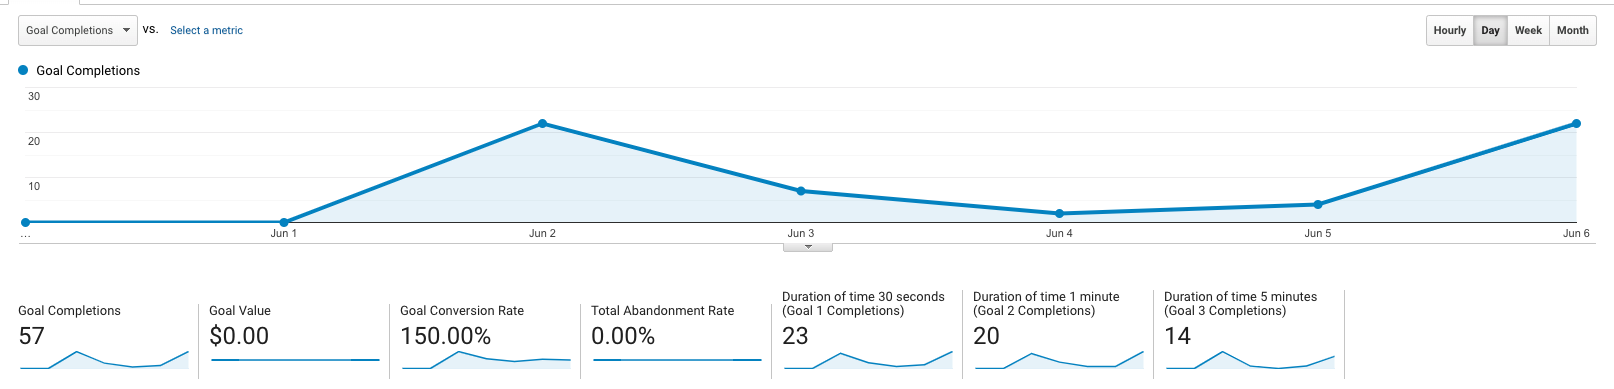 Goal Completions vs. Select a metric
Hourly Day Week Month
Goal Completions
30
20
10
... Jun 1 Jun 2 Jun 3 Jun 4 Jun 5 Jun 6
Goal Completions
57
Goal Value
$0.00
Goal Conversion Rate
150.00%
Total Abandonment Rate
0.00%
Duration of time 30 seconds
(Goal 1 Completions)
23
Duration of time 1 minute
(Goal 2 Completions)
20
Duration of time 5 minutes
(Goal 3 Completions)
14